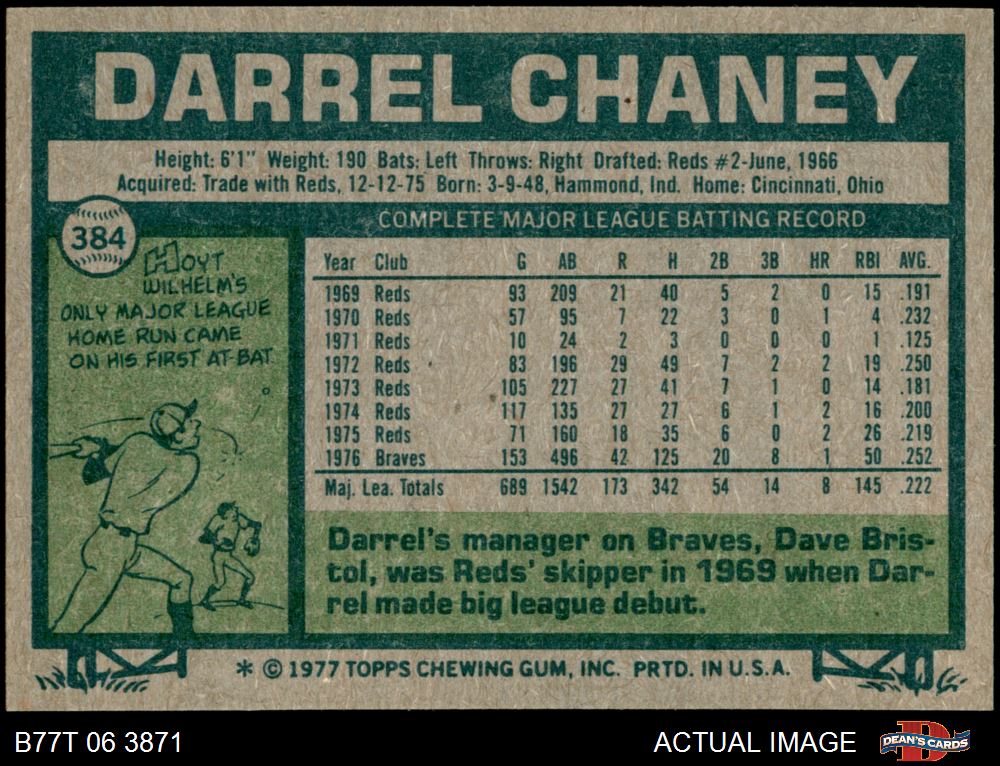 DARREL CHANEY
Height: 6'1" Weight: 190 Bats: Left Throws: Right Drafted: Reds #2-June, 1966
Acquired: Trade with Reds, 12-12-75 Born: 3-9-48, Hammond, Ind. Home: Cincinnati, Ohio
384
HOYT
WILHELM'S
ONLY MAJOR LEAGUE
HOME RUN CAME
ON HIS FIRST AT-BAT
COMPLETE MAJOR LEAGUE BATTING RECORD
Year Club G AB R H 2B 3B HR RBI AVG.
1969 Reds 93 209 21 40 5 2 0 15 .191
1970 Reds 57 95 7 22 3 0 1 4 .232
1971 Reds 10 24 2 3 0 0 0 1 .125
1972 Reds 83 196 29 49 7 2 2 19 .250
1973 Reds 105 227 27 41 7 1 0 14 .181
1974 Reds 117 135 27 27 6 1 2 16 .200
1975 Reds 71 160 18 35 6 0 2 26 .219
1976 Braves 153 496 42 125 20 8 1 50 .252
Maj. Lea. Totals 689 1542 173 342 54 14 8 145 .222
Darrel's manager on Braves, Dave Bris-
tol, was Reds' skipper in 1969 when Dar-
rel made big league debut.
* © 1977 TOPPS CHEWING GUM, INC. PRTD. IN U.S.A.
B77T 06 3871
ACTUAL IMAGE
D
DEAN'S CARDS